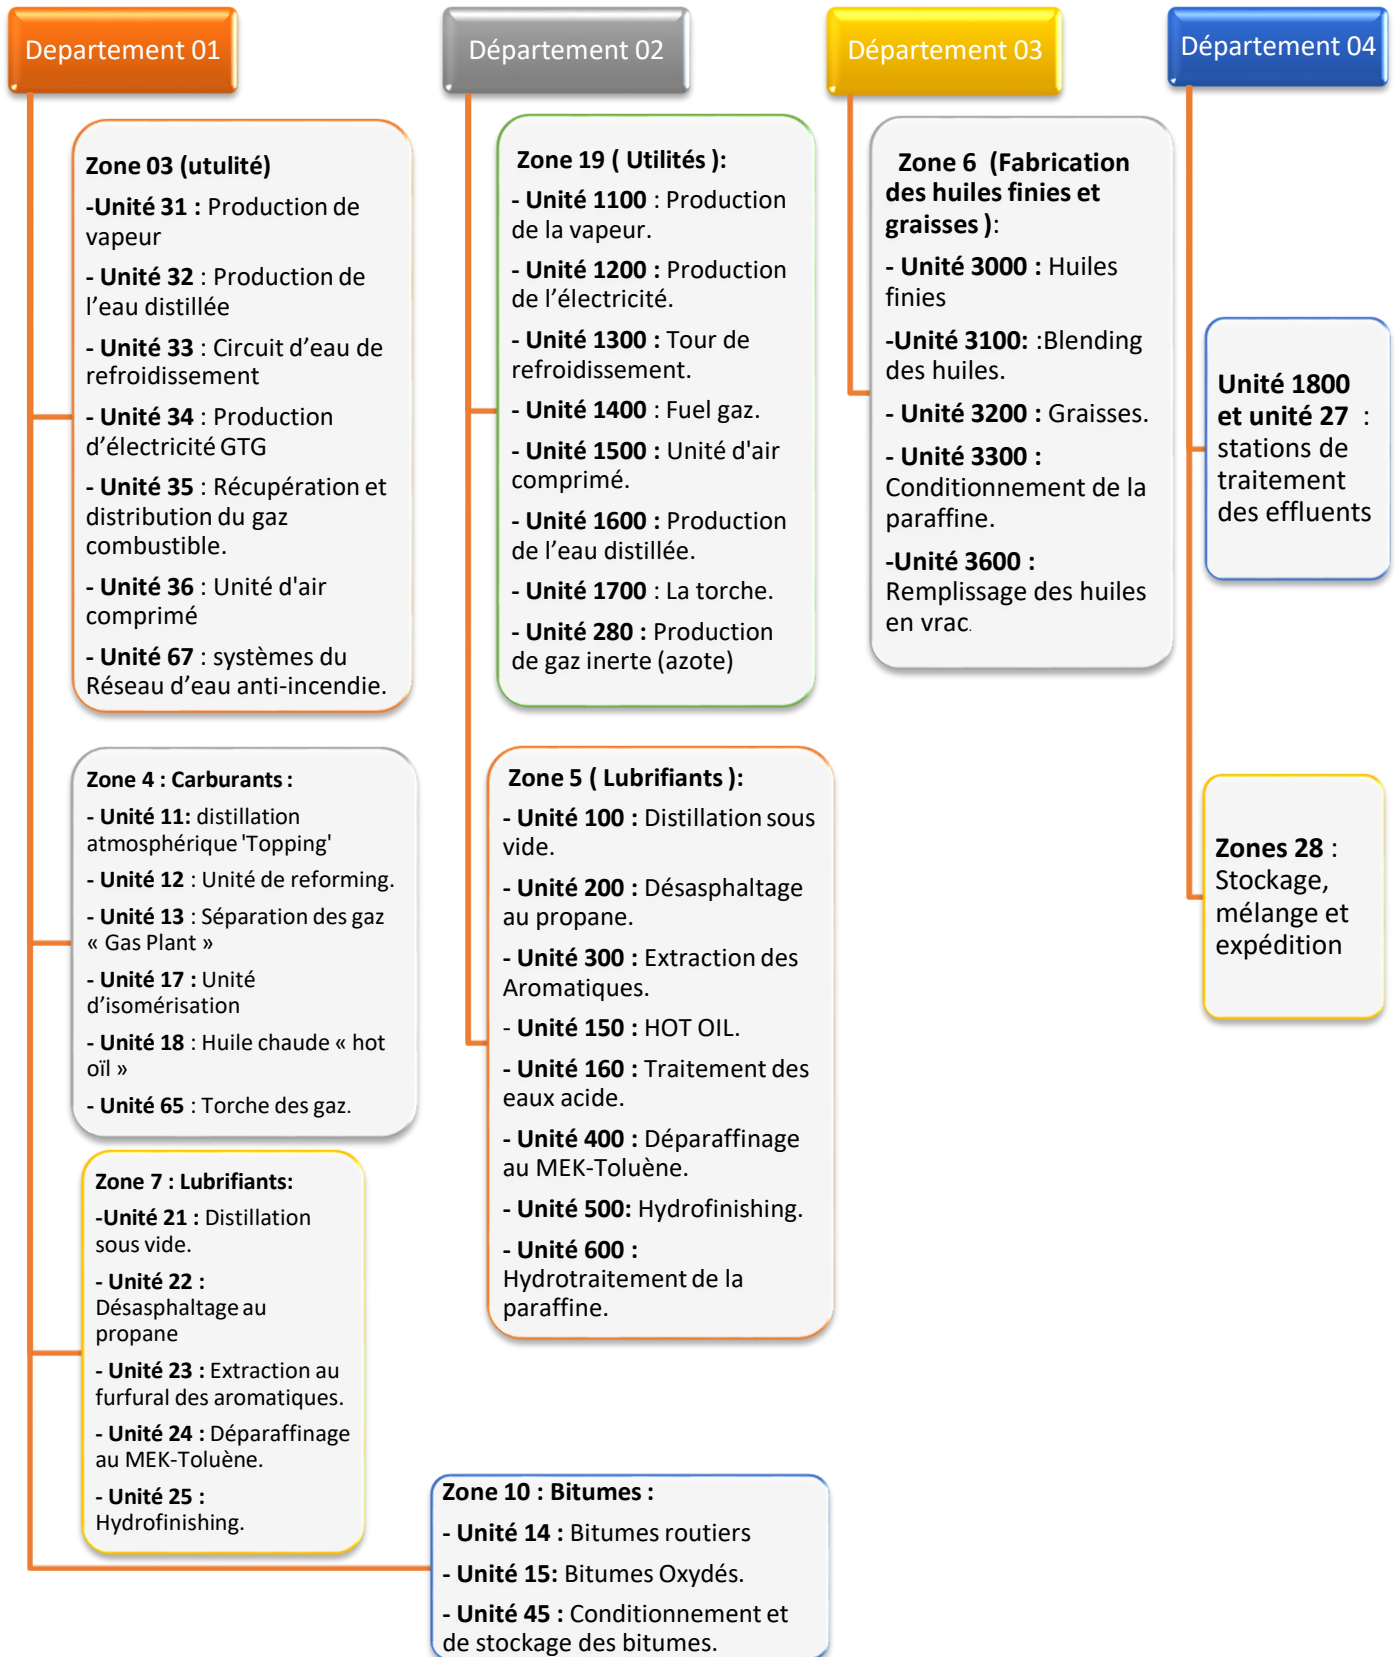 Departement 01
Zone 03 (utulité)
-Unité 31 : Production de
vapeur
- Unité 32 : Production de
l’eau distillée
- Unité 33 : Circuit d’eau de
refroidissement
- Unité 34 : Production
d’électricité GTG
- Unité 35 : Récupération et
distribution du gaz
combustible.
- Unité 36 : Unité d'air
comprimé
- Unité 67 : systèmes du
Réseau d’eau anti-incendie.
Zone 4 : Carburants :
- Unité 11: distillation
atmosphérique 'Topping'
- Unité 12 : Unité de reforming.
- Unité 13 : Séparation des gaz
« Gas Plant »
- Unité 17 : Unité
d’isomérisation
- Unité 18 : Huile chaude « hot
oïl »
- Unité 65 : Torche des gaz.
Zone 7 : Lubrifiants:
-Unité 21 : Distillation
sous vide.
- Unité 22 :
Désasphaltage au
propane
- Unité 23 : Extraction au
furfural des aromatiques.
- Unité 24 : Déparaffinage
au MEK-Toluène.
- Unité 25 :
Hydrofinishing.
Zone 10 : Bitumes :
- Unité 14 : Bitumes routiers
- Unité 15: Bitumes Oxydés.
- Unité 45 : Conditionnement et
de stockage des bitumes.
Département 02
Zone 19 ( Utilités ):
- Unité 1100 : Production
de la vapeur.
- Unité 1200 : Production
de l’électricité.
- Unité 1300 : Tour de
refroidissement.
- Unité 1400 : Fuel gaz.
- Unité 1500 : Unité d'air
comprimé.
- Unité 1600 : Production
de l’eau distillée.
- Unité 1700 : La torche.
- Unité 280 : Production
de gaz inerte (azote)
Zone 5 ( Lubrifiants ):
- Unité 100 : Distillation sous
vide.
- Unité 200 : Désasphaltage
au propane.
- Unité 300 : Extraction des
Aromatiques.
- Unité 150 : HOT OIL.
- Unité 160 : Traitement des
eaux acide.
- Unité 400 : Déparaffinage
au MEK-Toluène.
- Unité 500: Hydrofinishing.
- Unité 600 :
Hydrotraitement de la
paraffine.
Département 03
Zone 6 (Fabrication
des huiles finies et
graisses ):
- Unité 3000 : Huiles
finies
-Unité 3100: :Blending
des huiles.
- Unité 3200 : Graisses.
- Unité 3300 :
Conditionnement de la
paraffine.
-Unité 3600 :
Remplissage des huiles
en vrac.
Département 04
Unité 1800
et unité 27 :
stations de
traitement
des effluents
Zones 28 :
Stockage,
mélange et
expédition